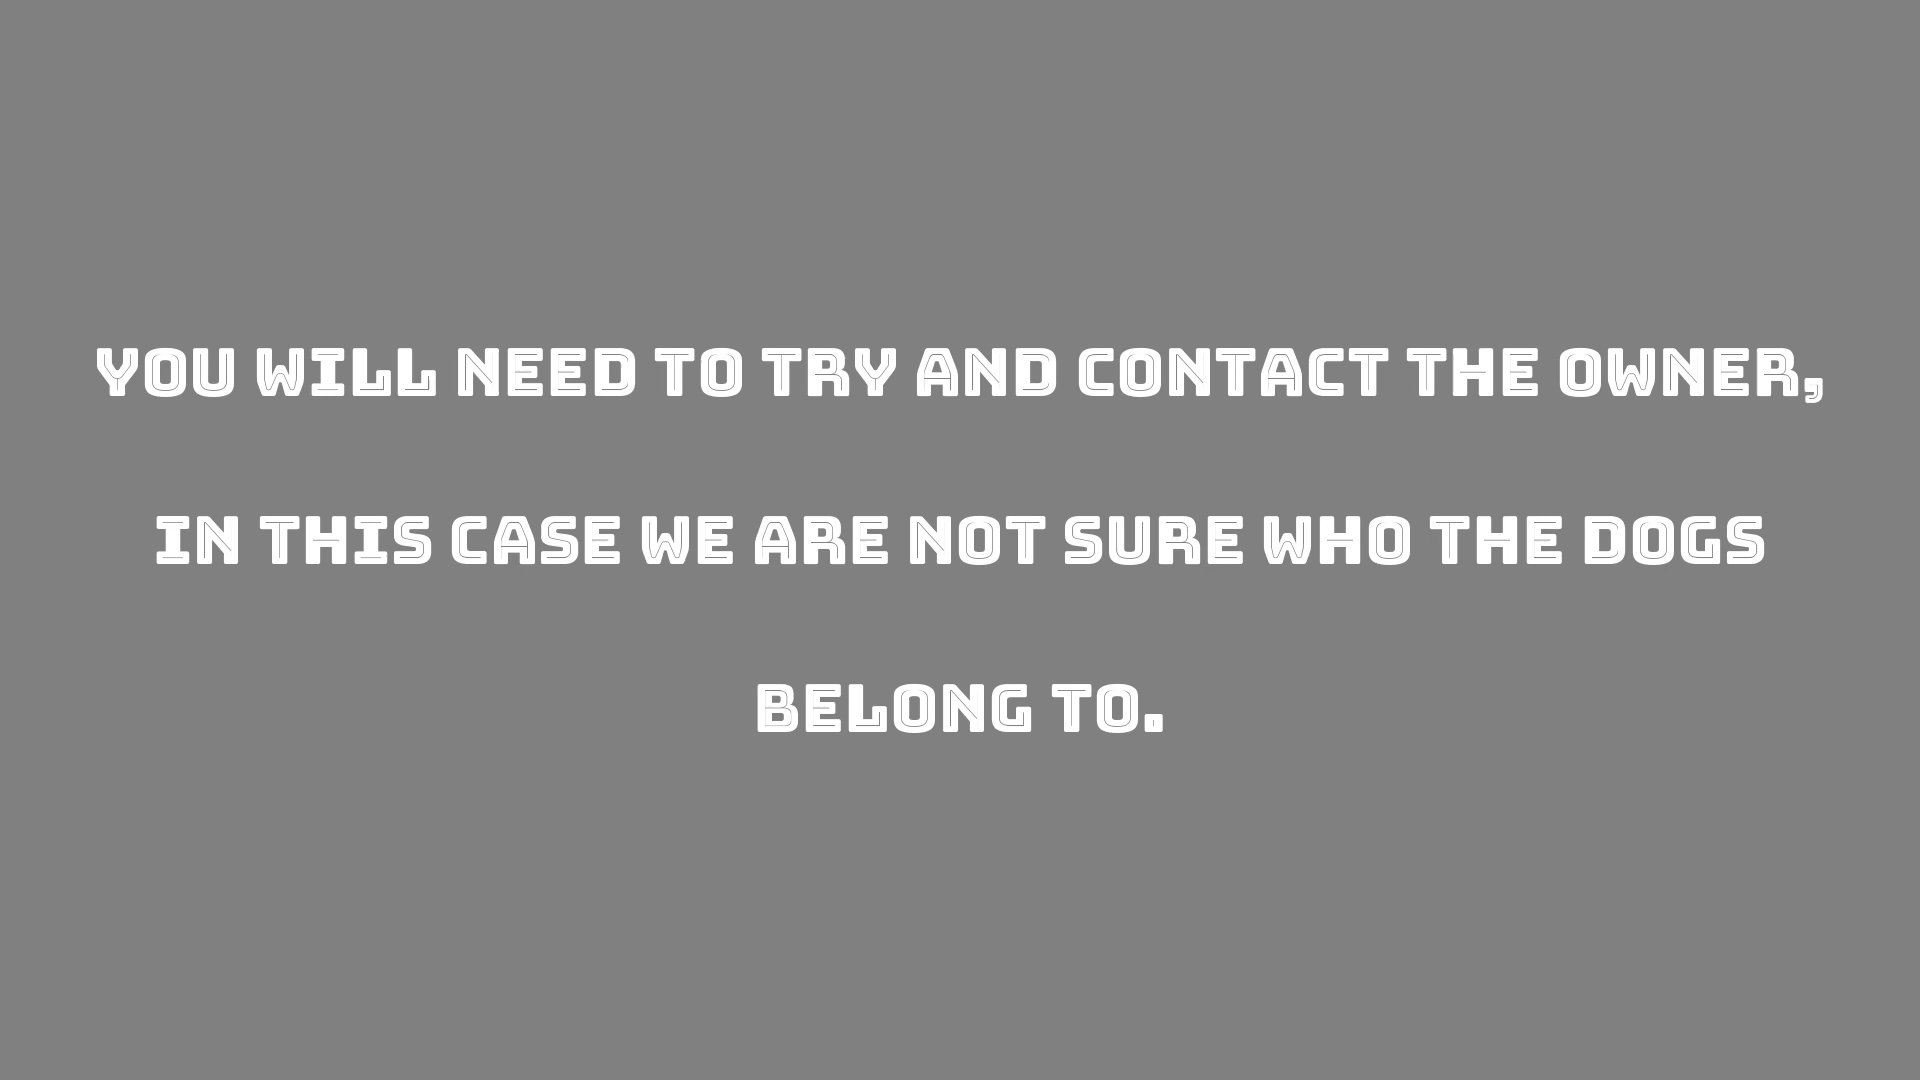 YOU WILL NEED TO TRY AND CONTACT THE OWNER,
IN THIS CASE WE ARE NOT SURE WHO THE DOGS
BELONG TO.